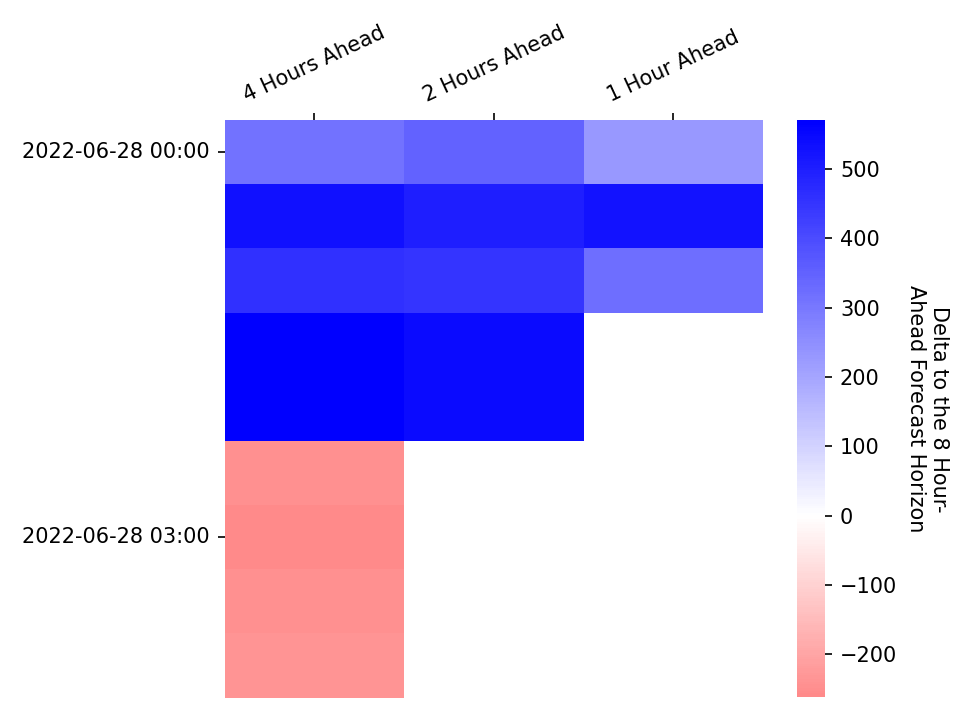 4 Hours Ahead
2 Hours Ahead
1 Hour Ahead
2022-06-28 00:00
2022-06-28 03:00
500
400
300
200
100
0
−100
−200
Delta to the 8 Hour-
Ahead Forecast Horizon